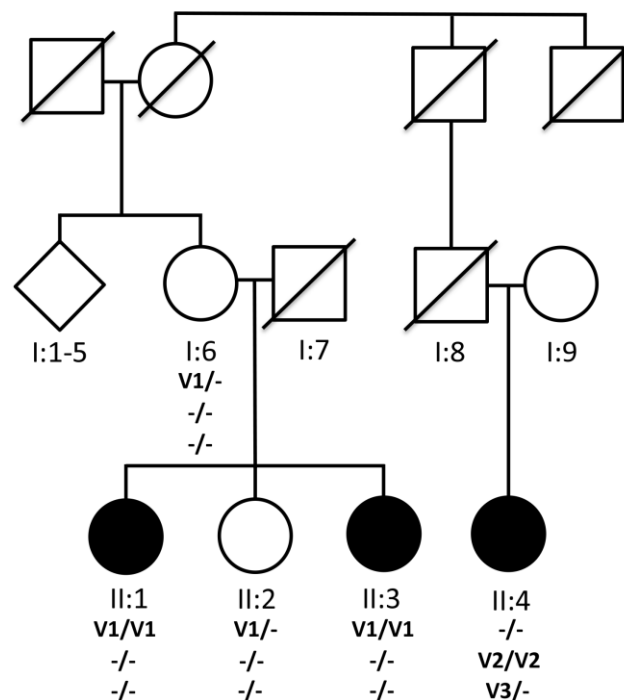 I:1-5 I:6 I:7 I:8 I:9
V1/-
-/-
-/-
II:1 II:2 II:3 II:4
V1/V1 V1/- V1/V1 -/-
-/- -/- -/- V2/V2
-/- -/- -/- V3/-